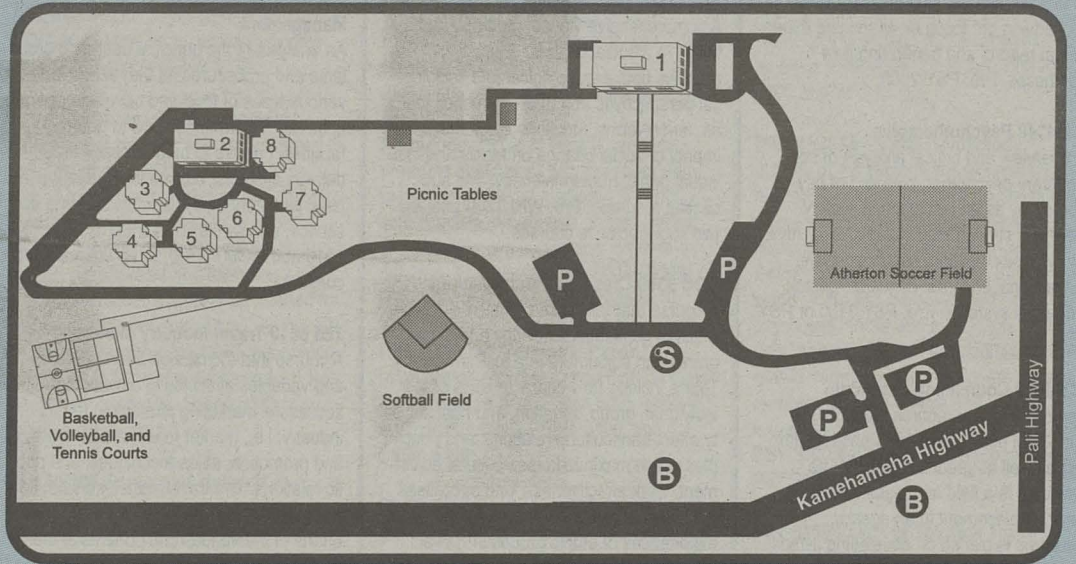 1
2
8
3
7
6
4
5
Picnic Tables
P
P
Atherton Soccer Field
S
P
P
Softball Field
Basketball,
Volleyball, and
Tennis Courts
Kamehameha Highway
Pali Highway
B
B